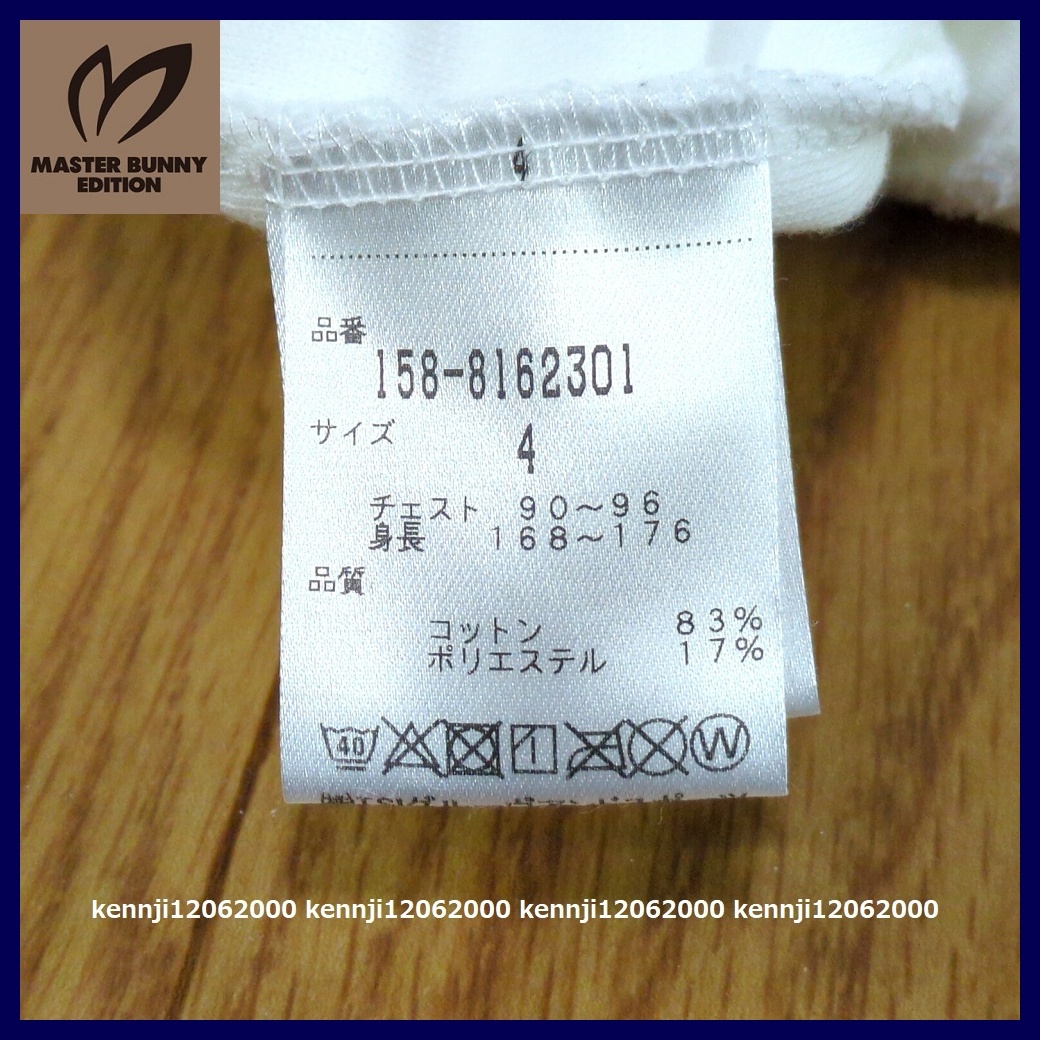 MASTER BUNNY
EDITION
4
品番
158-8162301
サイズ
4
チェスト 90~96
身長 168~176
品質
コットン 83%
ポリエステル 17%
40
1
W
kennji12062000 kennji12062000 kennji12062000 kennji12062000